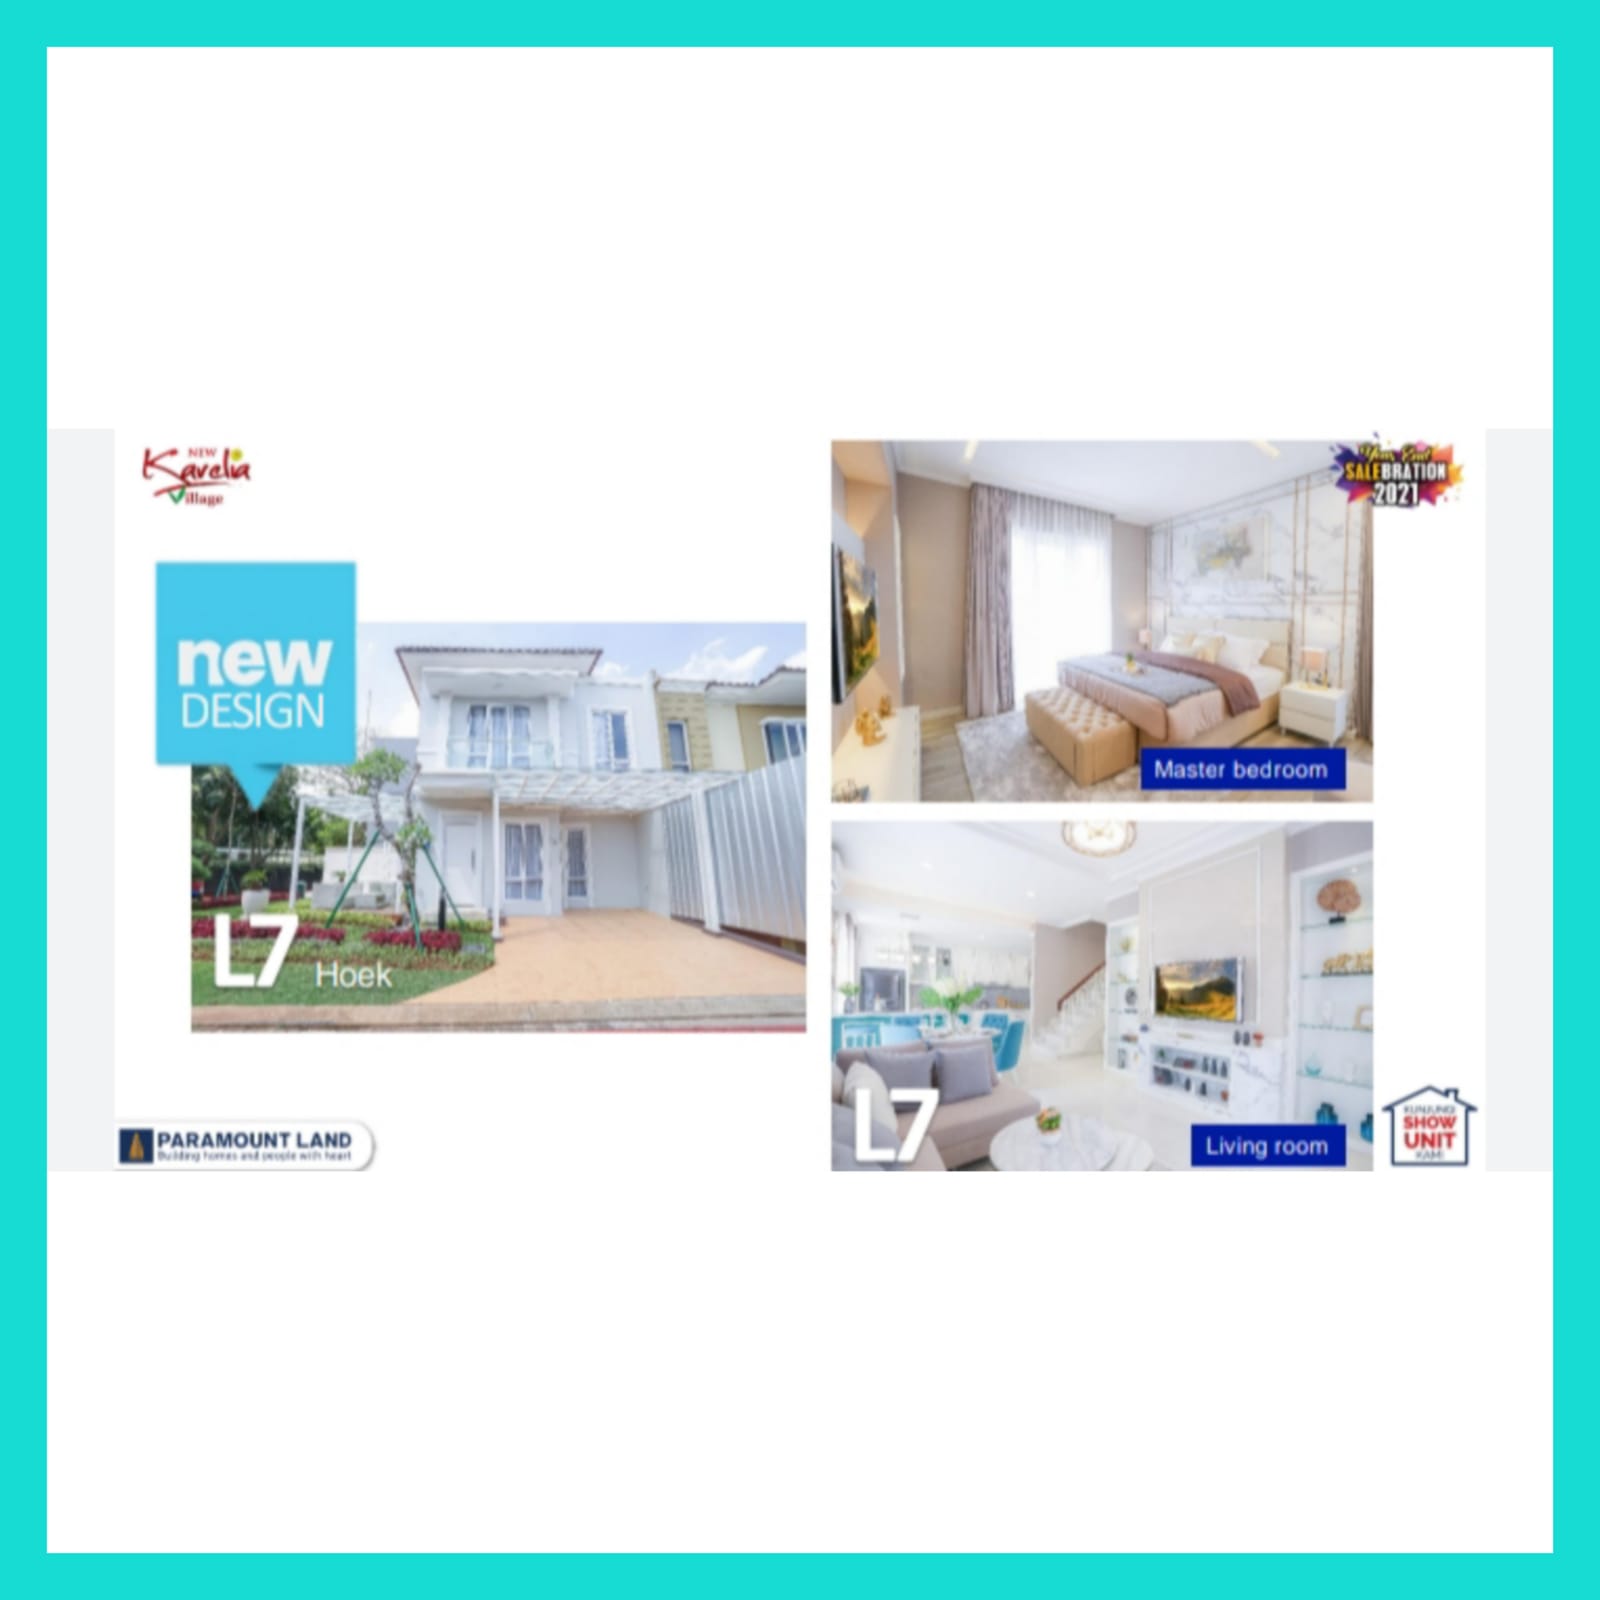 NEW
Karelia
Village
Year End
SALEBRATION
2021
new
DESIGN
Master bedroom
L7 Hoek
L7
Living room
PARAMOUNT LAND
Building homes and people with heart
KUNJUNGI
SHOW
UNIT
KAMI